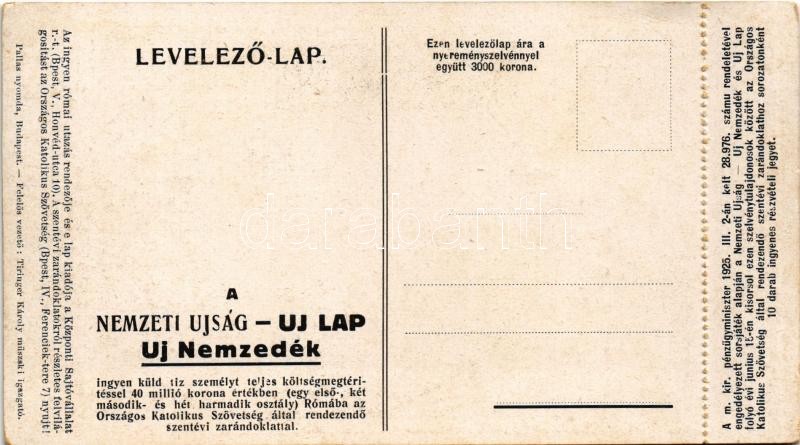 LEVELEZŐ-LAP.
Ezen levelezőlap ára a
nyereményszelvénnyel
együtt 3000 korona.
A
NEMZETI UJSÁG – UJ LAP
Uj Nemzedék
ingyen küld tiz személyt teljes költségmegtéri-
téssel 40 millió korona értékben (egy első-, két
második- és hét harmadik osztály) Rómába az
Országos Katolikus Szövetség által rendezendő
szentévi zarándoklattal.
Az ingyen római utazás rendezője és e lap kiadója a Központi Sajtóvállalat
r.-t. (Bpest, V., Honvéd-utca 10). A szentévi zarándoklatokról részletes felvilá-
gositást az Országos Katolikus Szövetség (Bpest, IV., Ferenciek-tere 7) nyujt!
Pallas nyomda, Budapest. — Felelős vezető : Tiringer Károly müszaki igazgató.
A m. kir. pénzügyminiszter 1925. III. 2-án kelt 28.976. számu rendeletével
engedélyezett sorsjáték alapján a Nemzeti Ujság — Uj Nemzedék és Uj Lap
folyó évi junius 15-én kisorsol ezen szelvénytulajdonosok között az Országos
Katolikus Szövetség által rendezendő szentévi zarándoklathoz sorozatonként
10 darab ingyenes részvételi jegyet.
darabanth